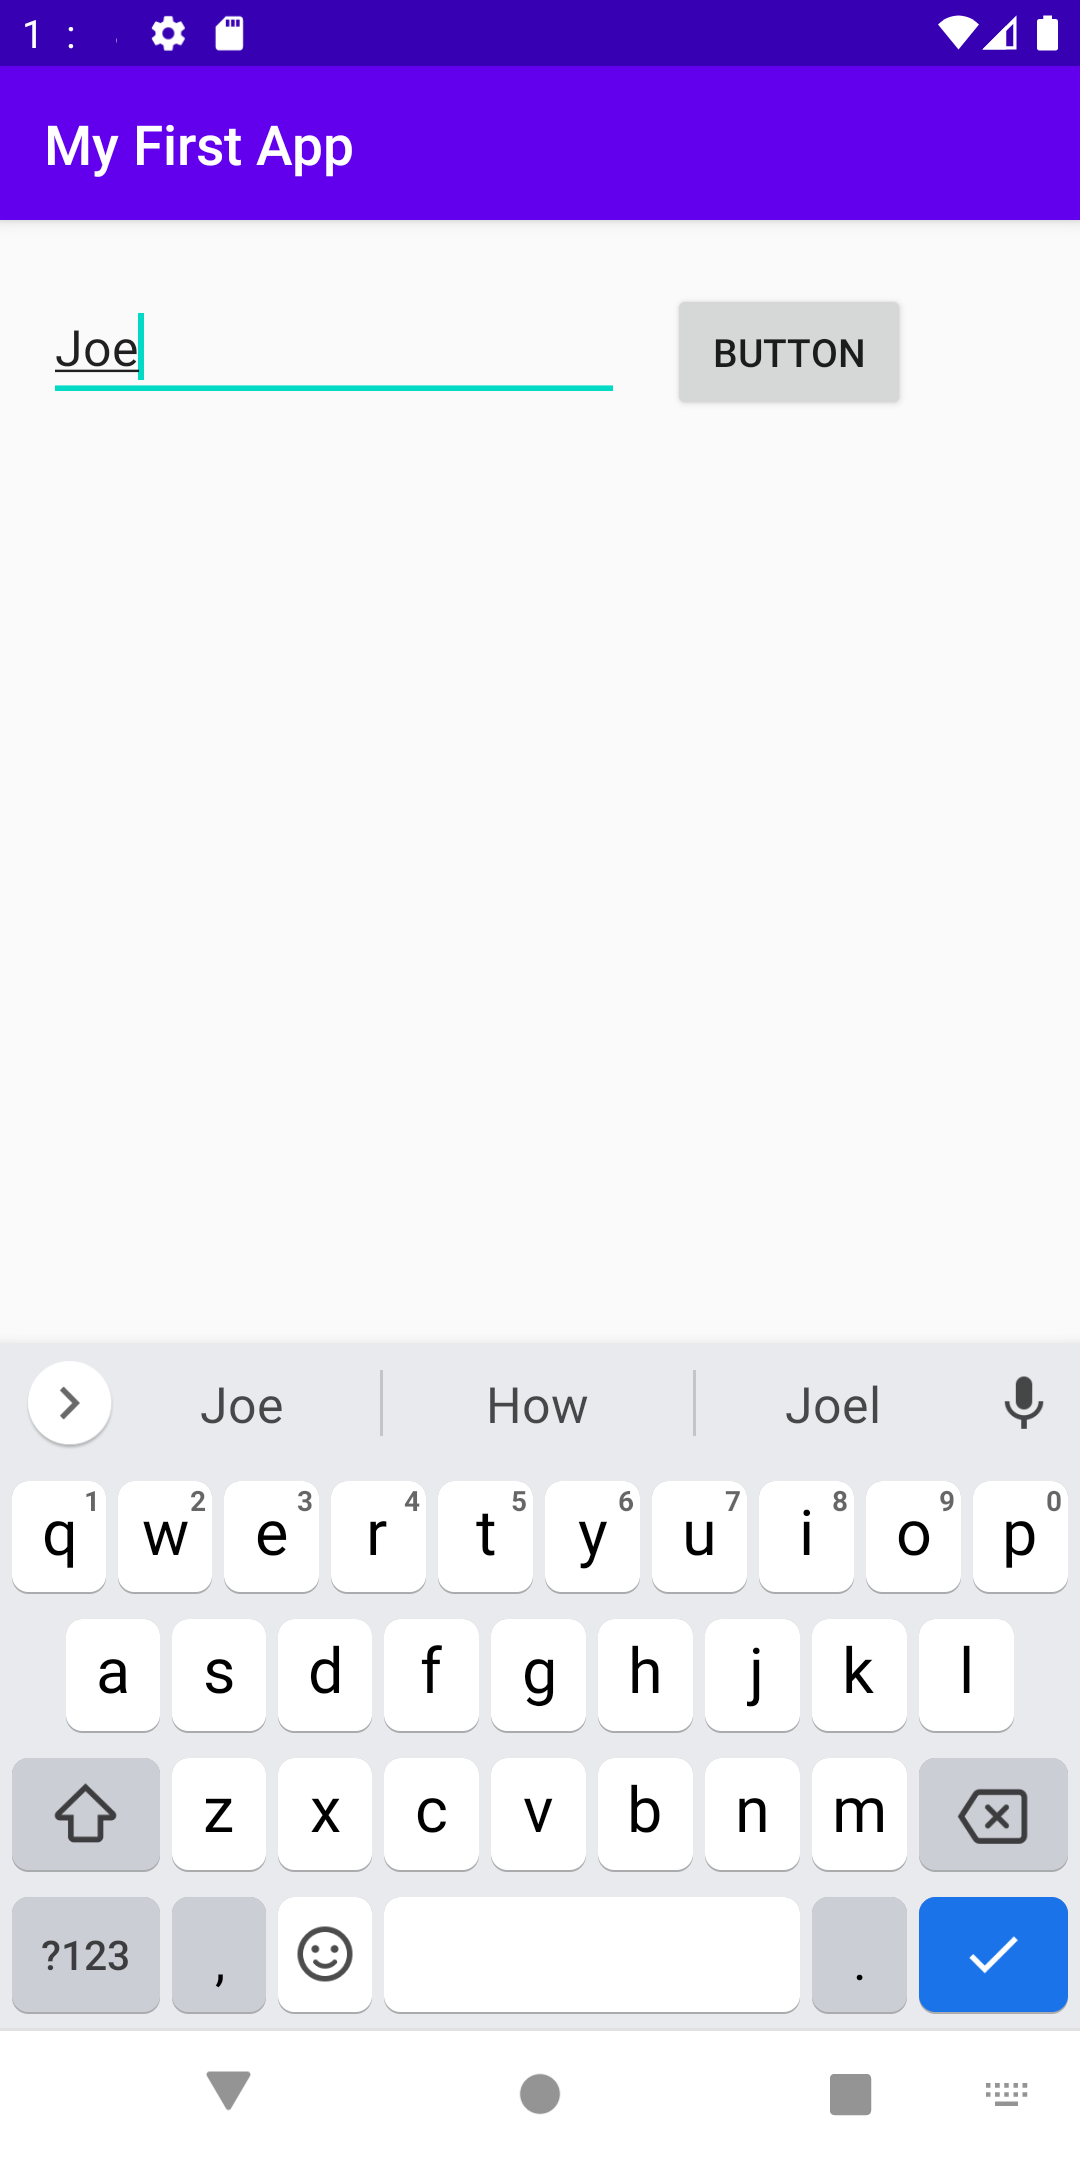 My First App
Joe
BUTTON
Joe How Joel
q 1 w 2 e 3 r 4 t 5 y 6 u 7 i 8 o 9 p 0
a s d f g h j k l
z x c v b n m
?123 , .